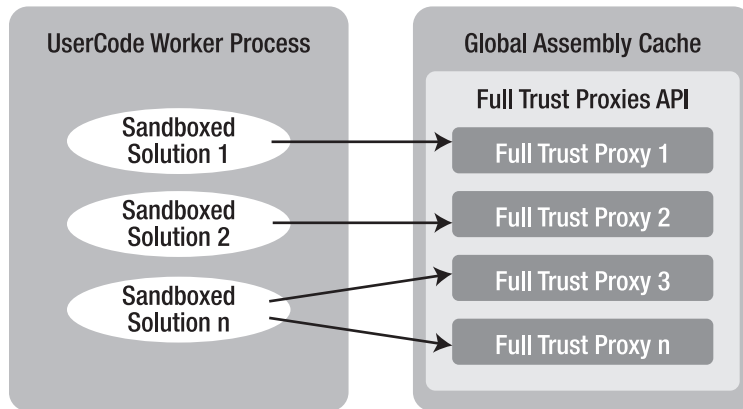 UserCode Worker Process
Sandboxed
Solution 1
Sandboxed
Solution 2
Sandboxed
Solution n
Global Assembly Cache
Full Trust Proxies API
Full Trust Proxy 1
Full Trust Proxy 2
Full Trust Proxy 3
Full Trust Proxy n